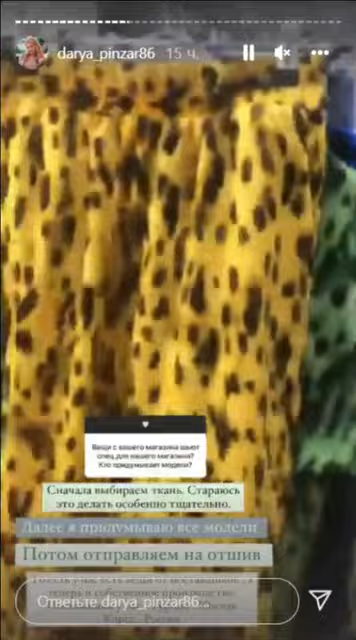 darya_pinzar86 15 ч.
Вещи с вашего магазина шьют
спец.для вашего магазина?
Кто придумывает модели?
Сначала выбираем ткань. Стараюсь
это делать особенно тщательно.
Далее я придумываю все модели
Потом отправляем на отшив
Ответьте darya_pinzar86...